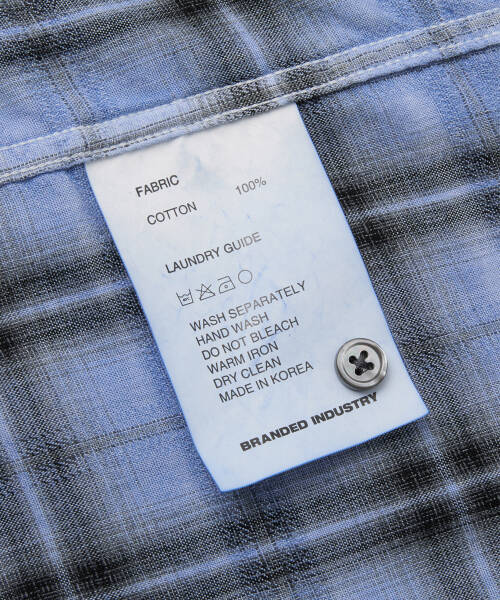 FABRIC
COTTON 100%
LAUNDRY GUIDE
WASH SEPARATELY
HAND WASH
DO NOT BLEACH
WARM IRON
DRY CLEAN
MADE IN KOREA
BRANDED INDUSTRY